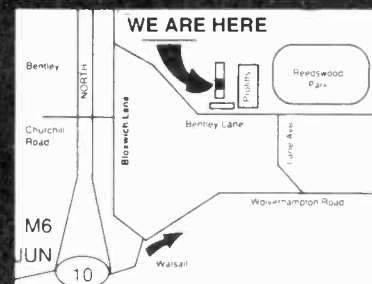 WE ARE HERE
Bentley
NORTH
Reedswood
Park
Churchill
Road
Bloxwich Lane
Bentley Lane
Lane Ave.
Wolverhampton Road
M6
JUN
10
Walsall